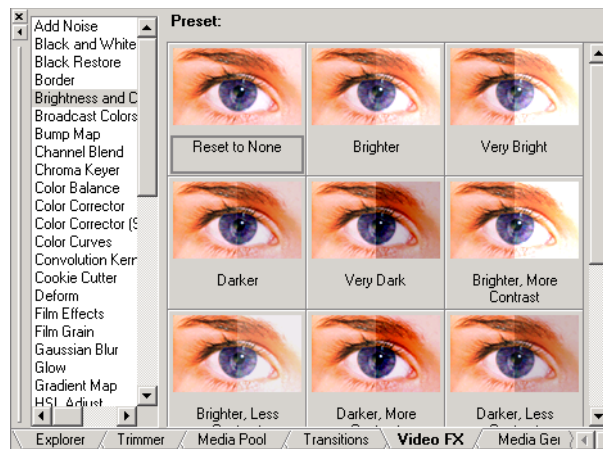 Preset:
Add Noise
Black and White
Black Restore
Border
Brightness and C
Broadcast Colors
Bump Map
Channel Blend
Chroma Keyer
Color Balance
Color Corrector
Color Corrector (S
Color Curves
Convolution Kern
Cookie Cutter
Deform
Film Effects
Film Grain
Gaussian Blur
Glow
Gradient Map
HSL Adjust
Reset to None
Brighter
Very Bright
Darker
Very Dark
Brighter, More
Contrast
Brighter, Less
Darker, More
Darker, Less
Explorer
Trimmer
Media Pool
Transitions
Video FX
Media Gei